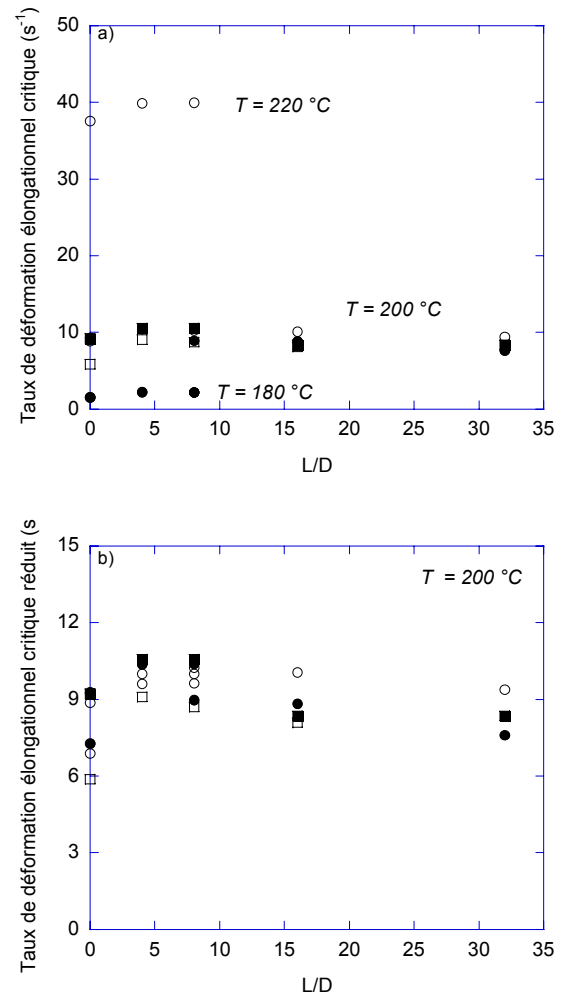 Taux de déformation élongationnel critique (s⁻¹)
50
40
30
20
10
0
a)
T = 220 °C
T = 200 °C
T = 180 °C
0 5 10 15 20 25 30 35
L/D
Taux de déformation élongationnel critique réduit (s
15
12
9
6
3
0
b)
T = 200 °C
0 5 10 15 20 25 30 35
L/D